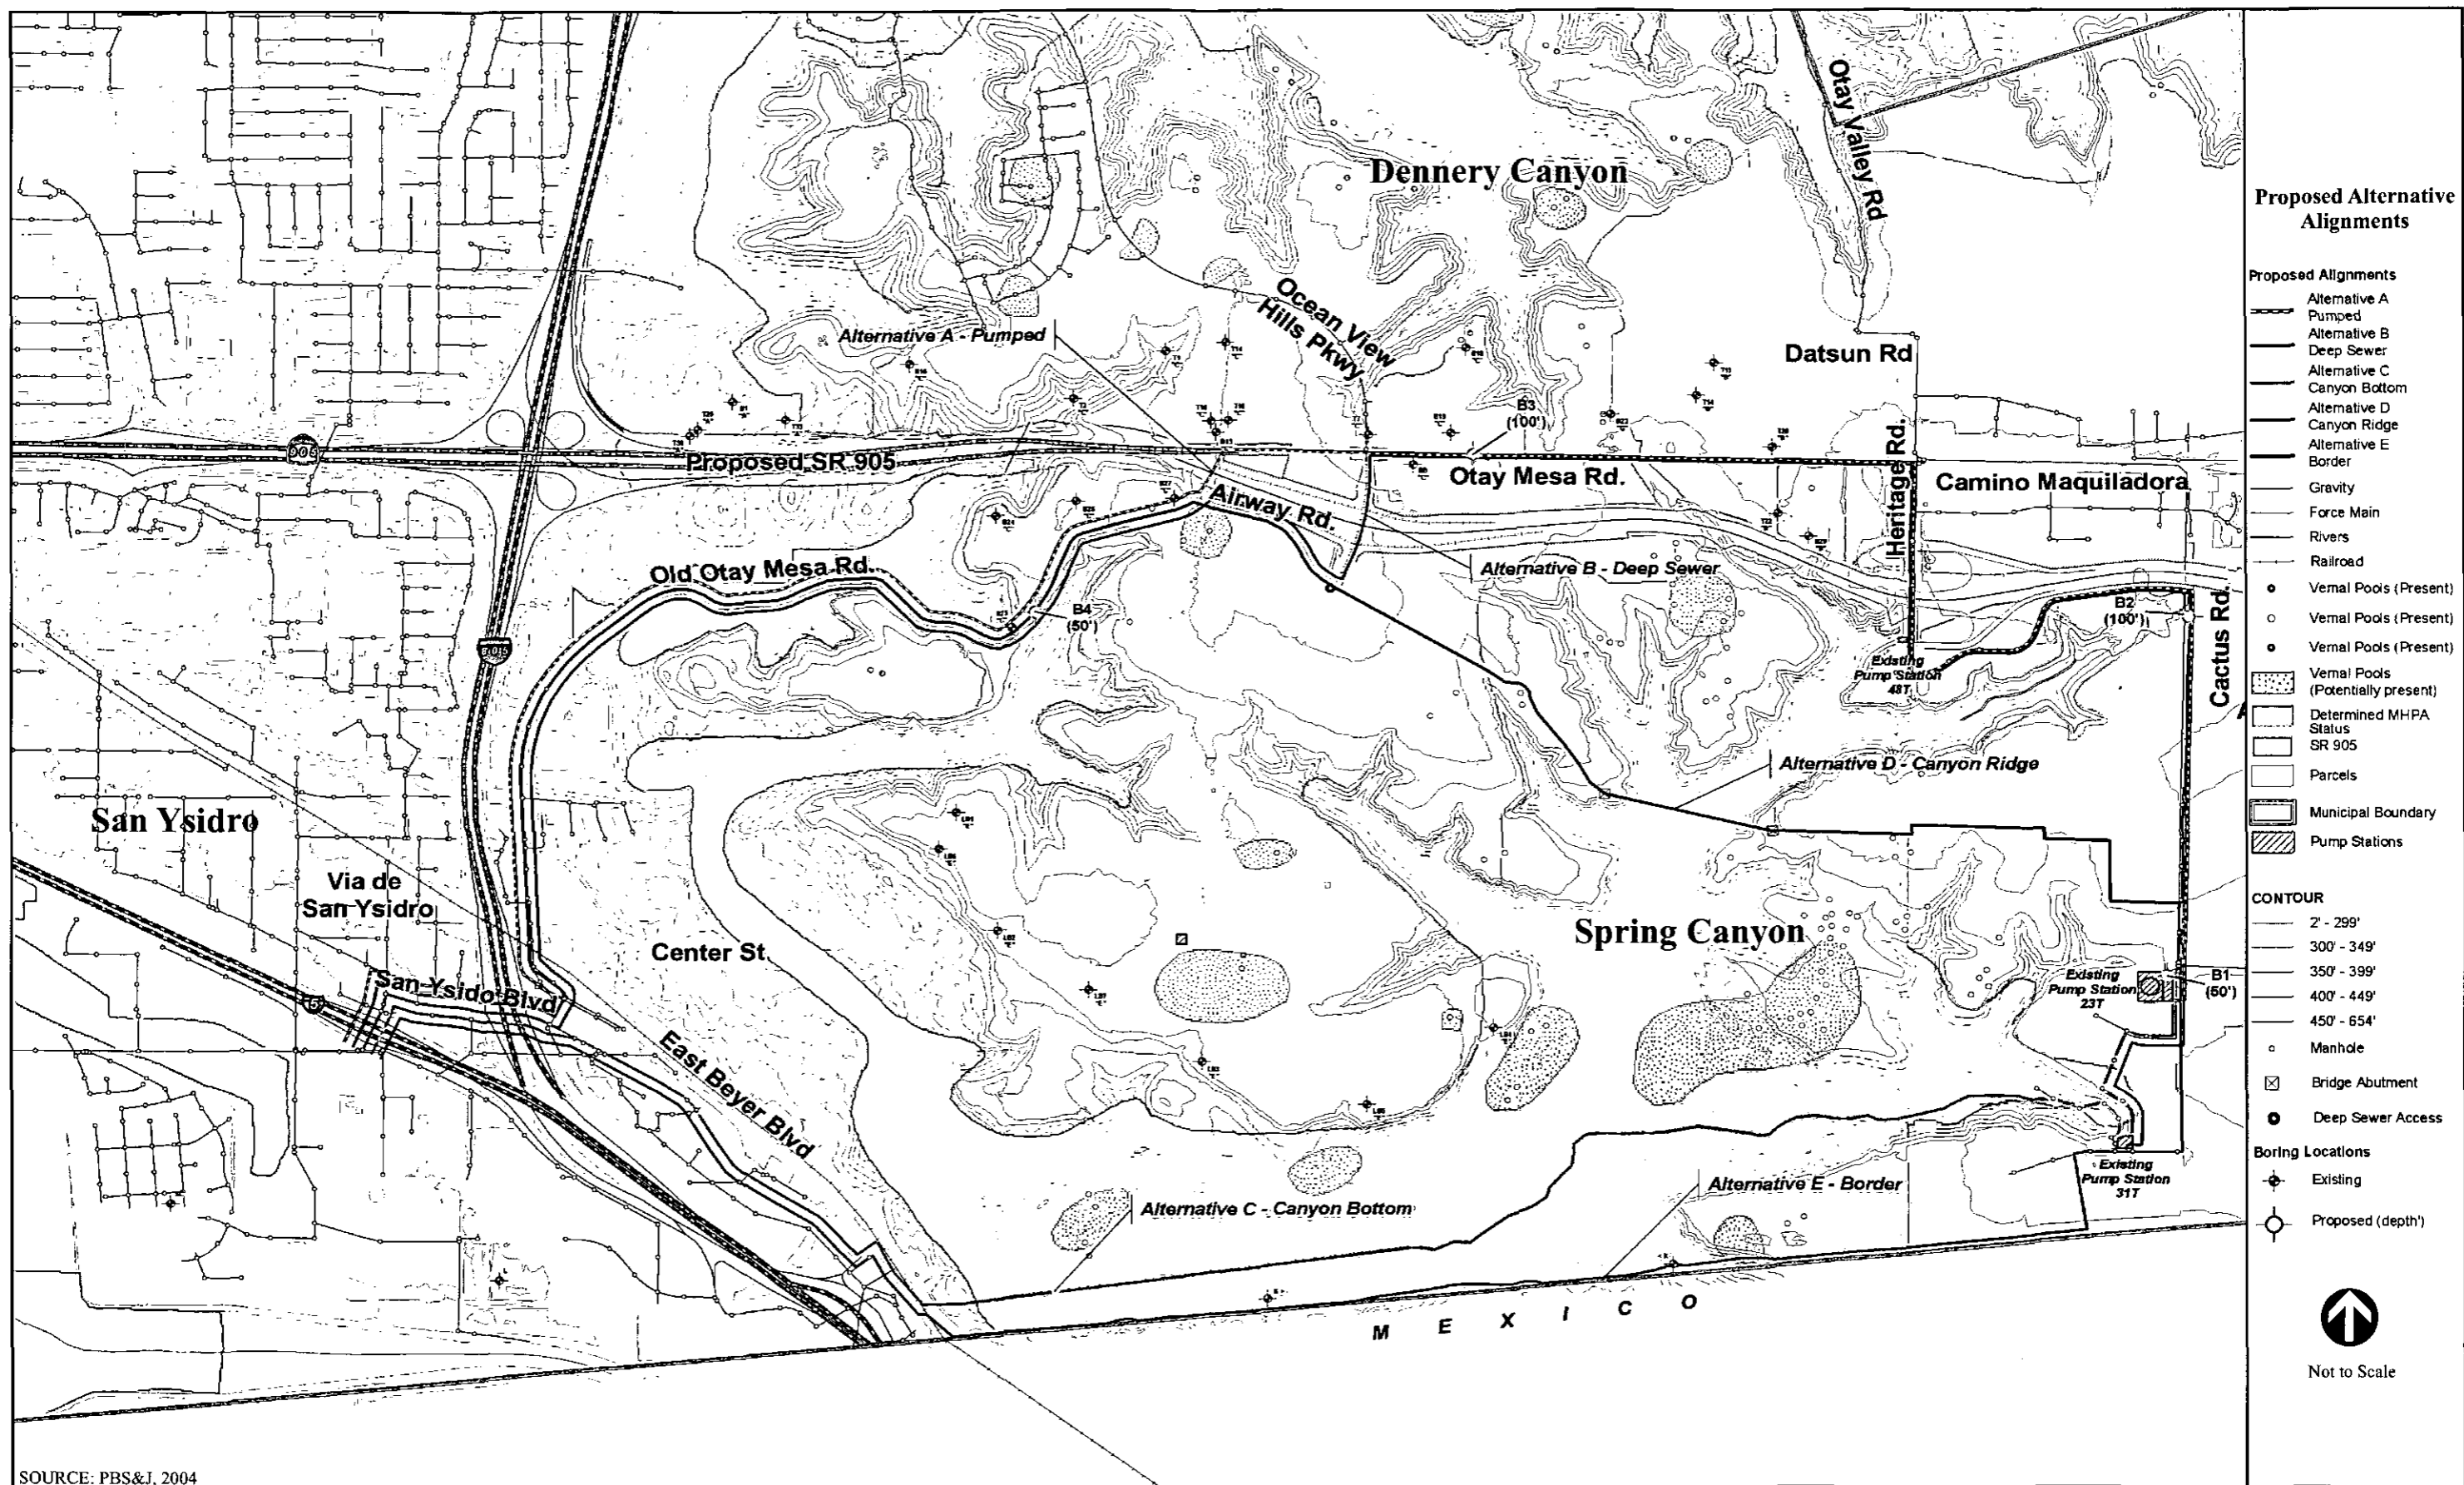 Otay Valley Rd
Dennery Canyon
Ocean View
Hills Pkwy
Alternative A - Pumped
Datsun Rd
B3
(100')
905
Proposed SR 905
Otay Mesa Rd.
Heritage Rd.
Camino Maquiladora
Airway Rd.
Old Otay Mesa Rd.
Alternative B - Deep Sewer
B4
(50')
B2
(100')
Cactus Rd.
805
Existing
Pump Station
48T
Alternative D - Canyon Ridge
San Ysidro
Via de
San Ysidro
Center St.
Spring Canyon
San Ysido Blvd
5
Existing
Pump Station
23T
B1
(50')
East Beyer Blvd
Existing
Pump Station
31T
Alternative E - Border
Alternative C - Canyon Bottom
M E X I C O
SOURCE: PBS&J, 2004
Proposed Alternative
Alignments
Proposed Alignments
Alternative A
Pumped
Alternative B
Deep Sewer
Alternative C
Canyon Bottom
Alternative D
Canyon Ridge
Alternative E
Border
Gravity
Force Main
Rivers
Railroad
Vernal Pools (Present)
Vernal Pools (Present)
Vernal Pools (Present)
Vernal Pools
(Potentially present)
Determined MHPA
Status
SR 905
Parcels
Municipal Boundary
Pump Stations
CONTOUR
2' - 299'
300' - 349'
350' - 399'
400' - 449'
450' - 654'
Manhole
Bridge Abutment
Deep Sewer Access
Boring Locations
Existing
Proposed (depth')
Not to Scale